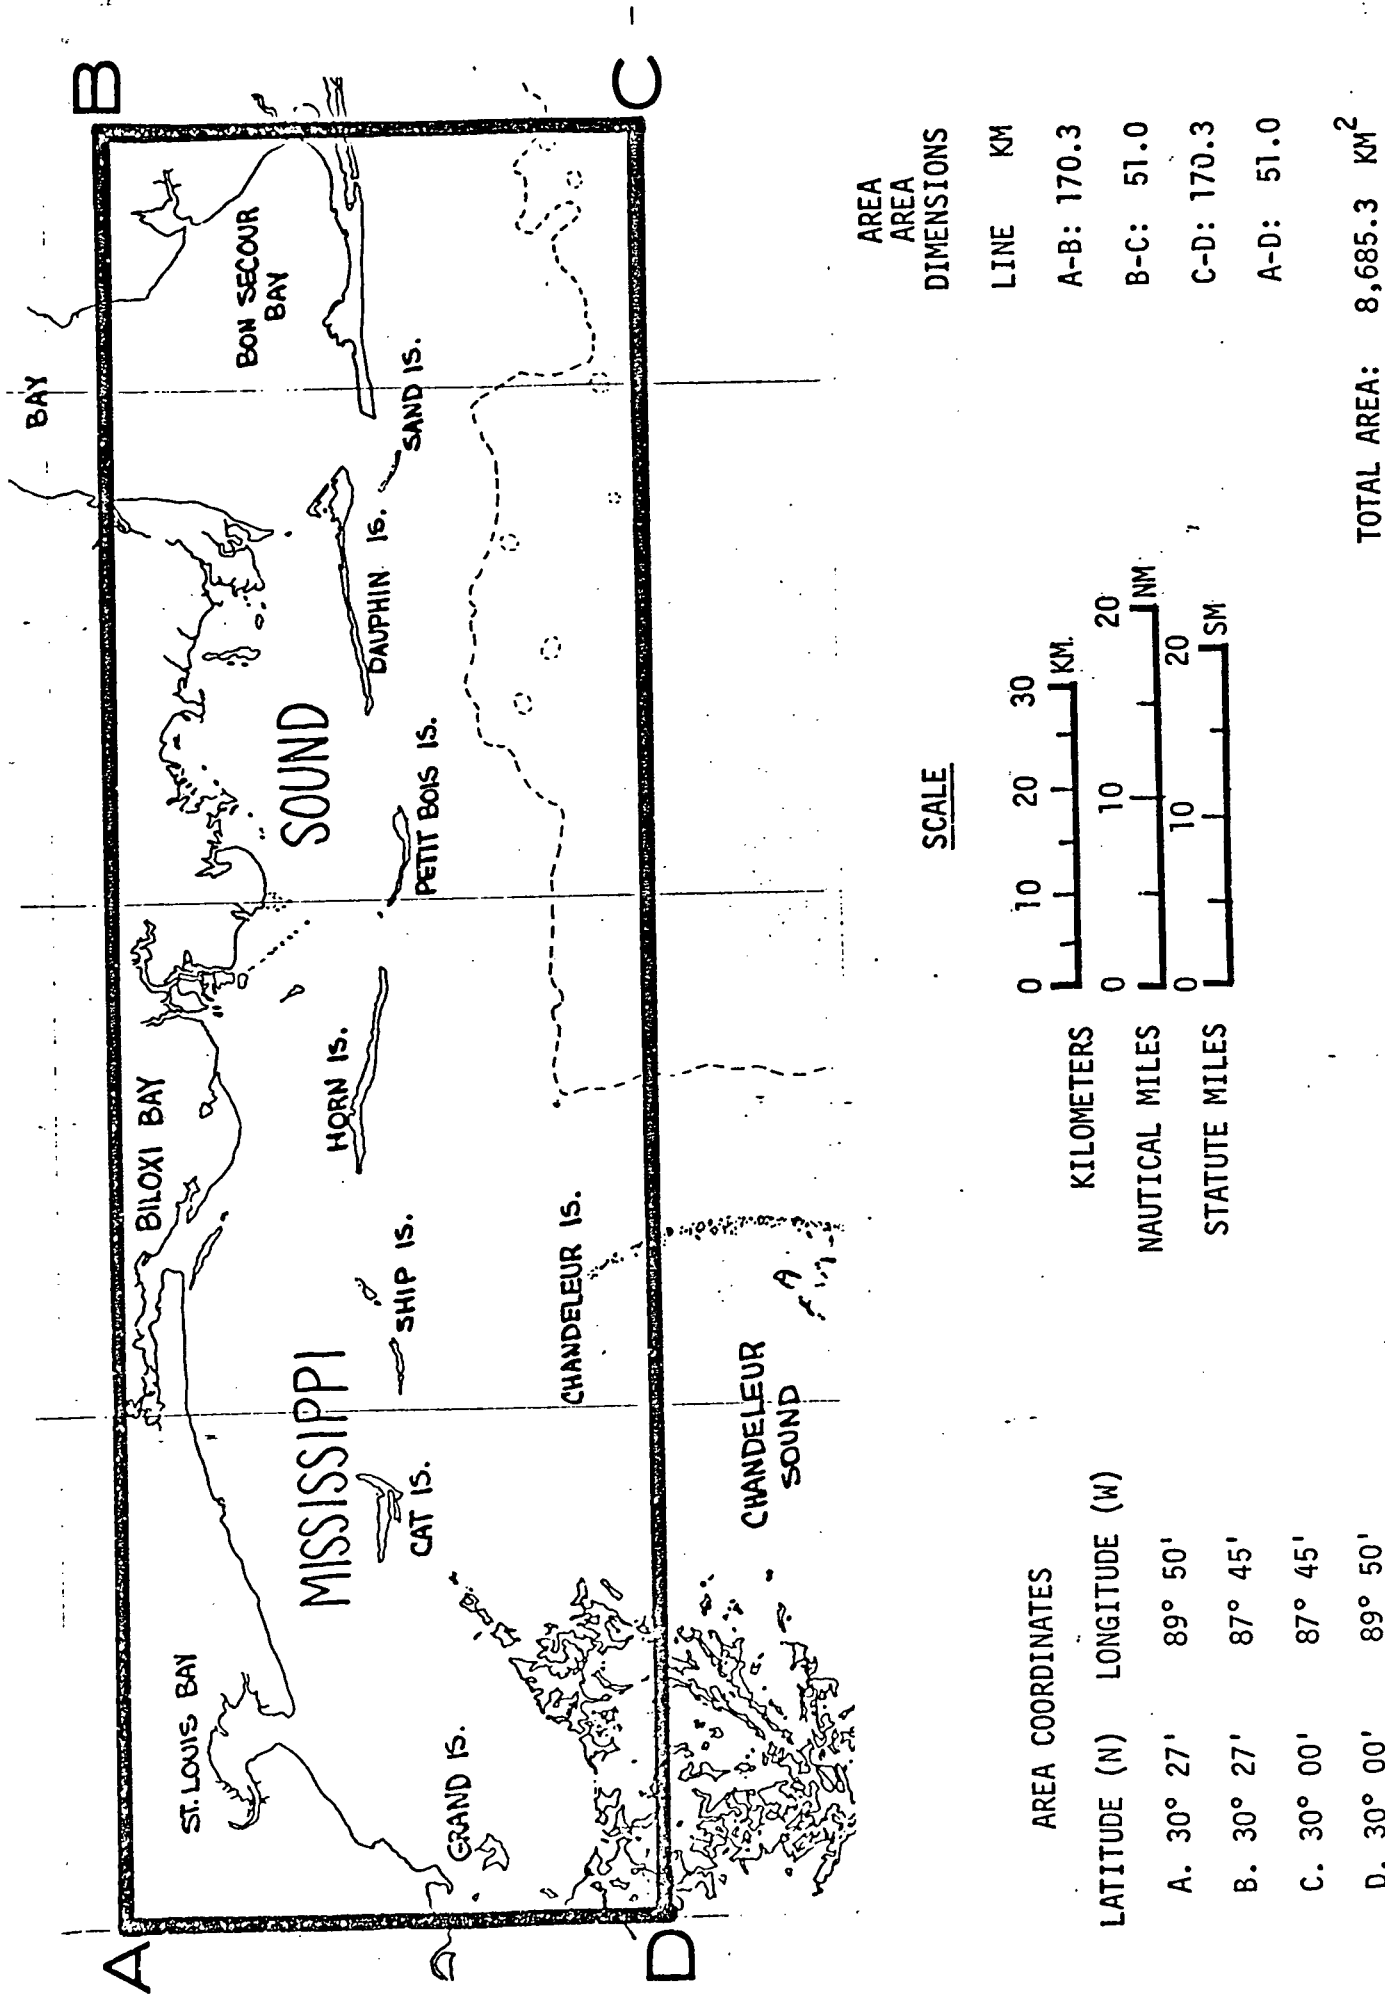 A
B
BAY
ST. LOUIS BAY
BILOXI BAY
BON SECOUR
BAY
MISSISSIPPI
SOUND
HORN IS.
DAUPHIN IS.
SAND IS.
CAT IS.
SHIP IS.
PETIT BOIS IS.
GRAND IS.
CHANDELEUR IS.
D
C
CHANDELEUR
SOUND
AREA COORDINATES
LATITUDE (N) LONGITUDE (W)
A. 30° 27' 89° 50'
B. 30° 27' 87° 45'
C. 30° 00' 87° 45'
D. 30° 00' 89° 50'
SCALE
KILOMETERS 0 10 20 30 KM.
NAUTICAL MILES 0 10 20 NM
STATUTE MILES 0 10 20 SM
AREA
AREA
DIMENSIONS
LINE KM
A-B: 170.3
B-C: 51.0
C-D: 170.3
A-D: 51.0
TOTAL AREA: 8,685.3 KM²